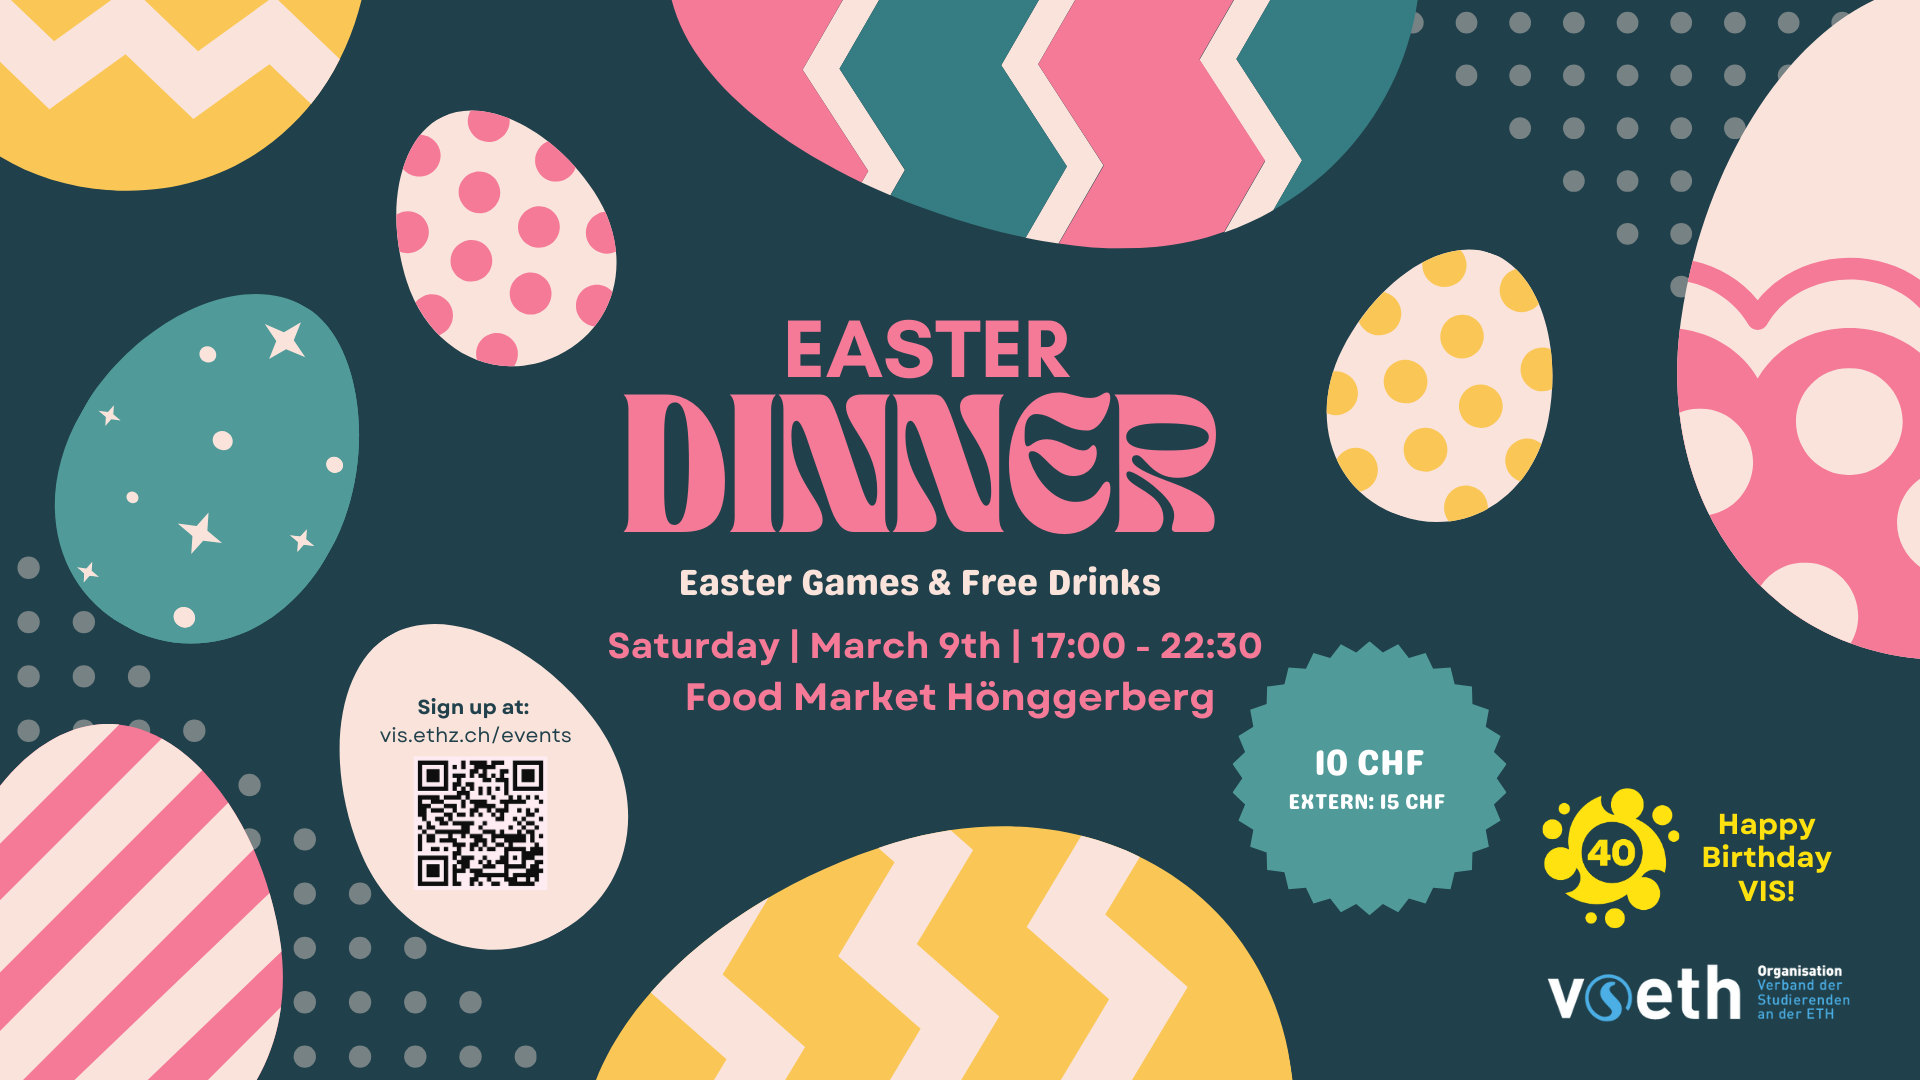 EASTER
DINNER
Easter Games & Free Drinks
Saturday | March 9th | 17:00 - 22:30
Food Market Hönggerberg
Sign up at:
vis.ethz.ch/events
10 CHF
EXTERN: 15 CHF
40
Happy
Birthday
VIS!
vseth
Organisation
Verband der
Studierenden
an der ETH